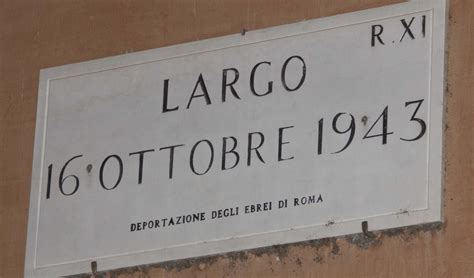 R. XI
LARGO
16 OTTOBRE 1943
DEPORTAZIONE DEGLI EBREI DI ROMA